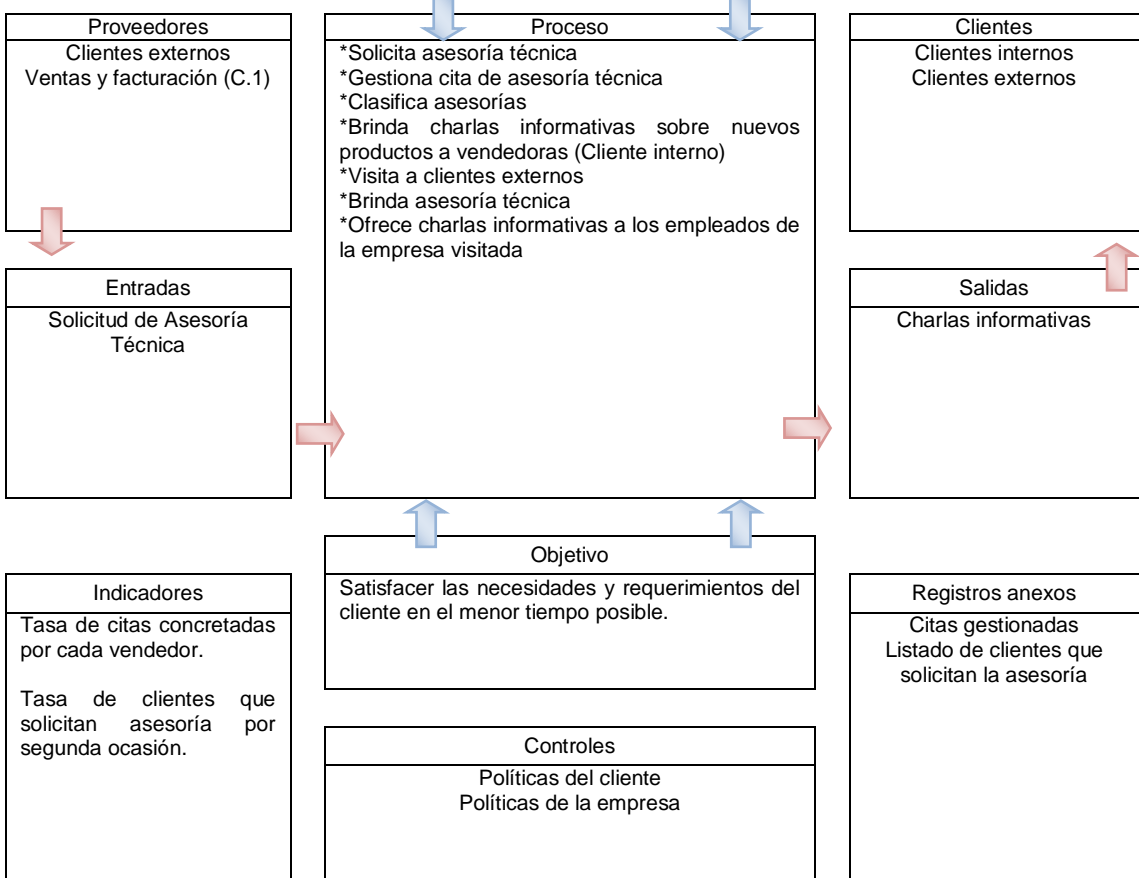 Proveedores
Clientes externos
Ventas y facturación (C.1)
Proceso
*Solicita asesoría técnica
*Gestiona cita de asesoría técnica
*Clasifica asesorías
*Brinda charlas informativas sobre nuevos
productos a vendedoras (Cliente interno)
*Visita a clientes externos
*Brinda asesoría técnica
*Ofrece charlas informativas a los empleados de
la empresa visitada
Clientes
Clientes internos
Clientes externos
Entradas
Solicitud de Asesoría
Técnica
Salidas
Charlas informativas
Objetivo
Satisfacer las necesidades y requerimientos del
cliente en el menor tiempo posible.
Indicadores
Tasa de citas concretadas
por cada vendedor.
Tasa de clientes que
solicitan asesoría por
segunda ocasión.
Controles
Políticas del cliente
Políticas de la empresa
Registros anexos
Citas gestionadas
Listado de clientes que
solicitan la asesoría